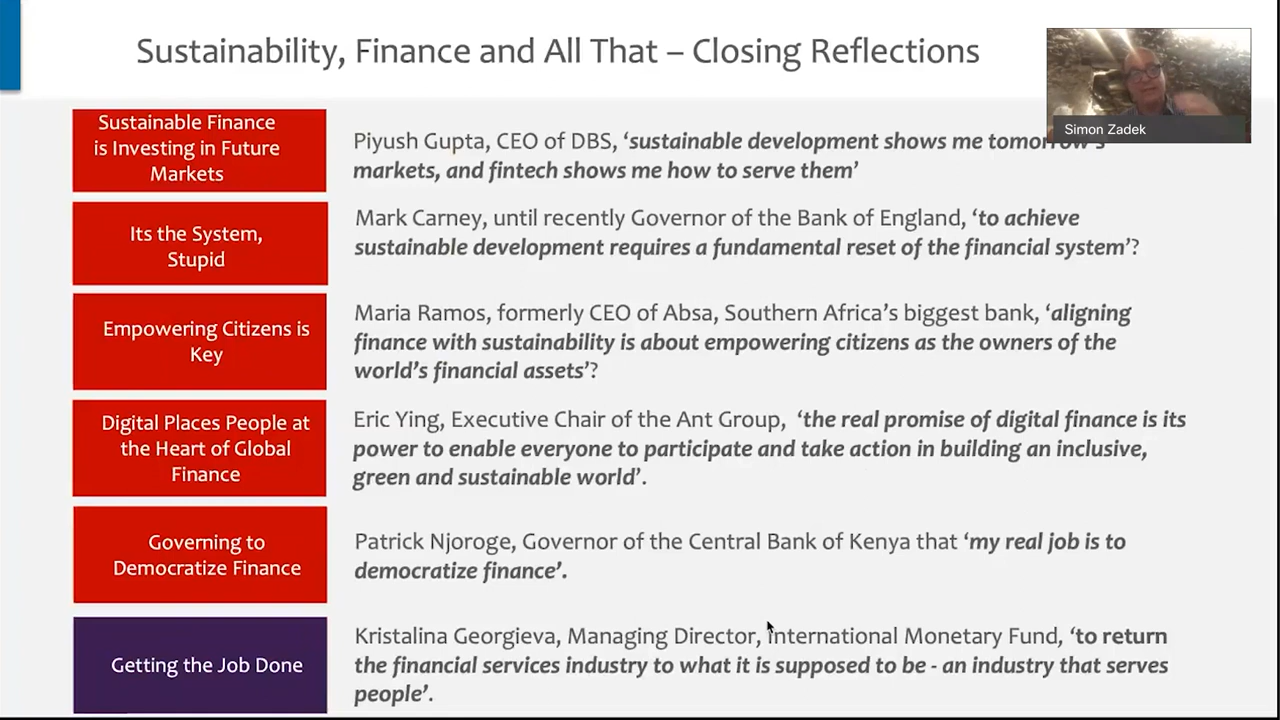 Sustainability, Finance and All That – Closing Reflections
Simon Zadek
Sustainable Finance
is Investing in Future
Markets
Piyush Gupta, CEO of DBS, ‘sustainable development shows me tomorrow’s
markets, and fintech shows me how to serve them’
Its the System,
Stupid
Mark Carney, until recently Governor of the Bank of England, ‘to achieve
sustainable development requires a fundamental reset of the financial system’?
Empowering Citizens is
Key
Maria Ramos, formerly CEO of Absa, Southern Africa’s biggest bank, ‘aligning
finance with sustainability is about empowering citizens as the owners of the
world’s financial assets’?
Digital Places People at
the Heart of Global
Finance
Eric Ying, Executive Chair of the Ant Group, ‘the real promise of digital finance is its
power to enable everyone to participate and take action in building an inclusive,
green and sustainable world’.
Governing to
Democratize Finance
Patrick Njoroge, Governor of the Central Bank of Kenya that ‘my real job is to
democratize finance’.
Getting the Job Done
Kristalina Georgieva, Managing Director, International Monetary Fund, ‘to return
the financial services industry to what it is supposed to be - an industry that serves
people’.